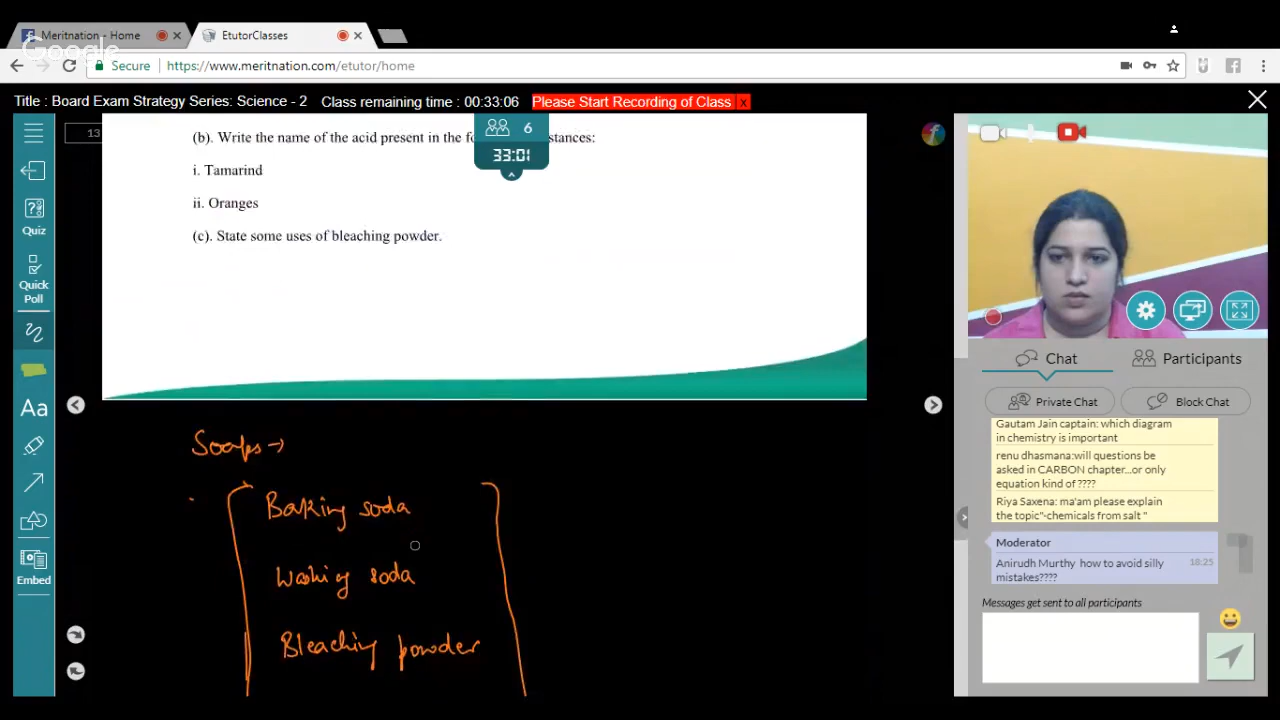 Meritnation - Home
EtutorClasses
Google
Secure
https://www.meritnation.com/etutor/home
Title : Board Exam Strategy Series: Science - 2
Class remaining time : 00:33:06
Please Start Recording of Class x
13
6
33:01
(b). Write the name of the acid present in the fo stances:
i. Tamarind
ii. Oranges
(c). State some uses of bleaching powder.
Quiz
Quick
Poll
Aa
Embed
Soaps →
Baking soda
Washing soda
Bleaching powder
Chat
Participants
Private Chat
Block Chat
Gautam Jain captain: which diagram
in chemistry is important
renu dhasmana:will questions be
asked in CARBON chapter...or only
equation kind of ????
Riya Saxena: ma'am please explain
the topic"-chemicals from salt "
Moderator
Anirudh Murthy how to avoid silly
mistakes????
18:25
Messages get sent to all participants